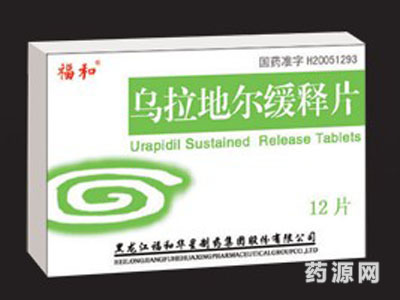 福和®
国药准字 H20051293
乌拉地尔缓释片
Urapidil Sustained Release Tablets
12片
黑龙江福和华星制药集团股份有限公司
HEILONGJIANGFUHEHUAXINGPHARMACEUTICALGROUPCO.,LTD
药源网